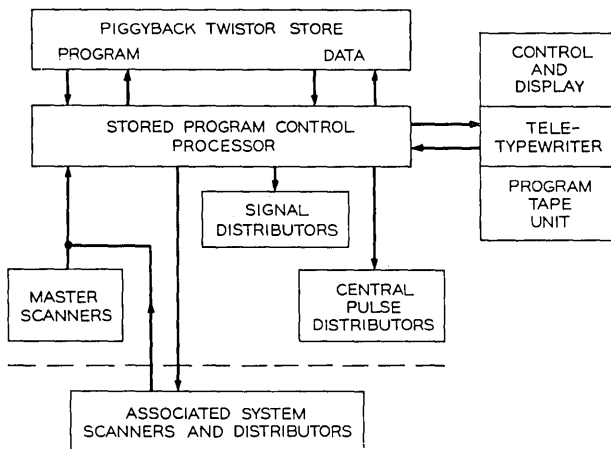 PIGGYBACK TWISTOR STORE
PROGRAM DATA
CONTROL
AND
DISPLAY
STORED PROGRAM CONTROL
PROCESSOR
TELE-
TYPEWRITER
PROGRAM
TAPE
UNIT
SIGNAL
DISTRIBUTORS
MASTER
SCANNERS
CENTRAL
PULSE
DISTRIBUTORS
ASSOCIATED SYSTEM
SCANNERS AND DISTRIBUTORS